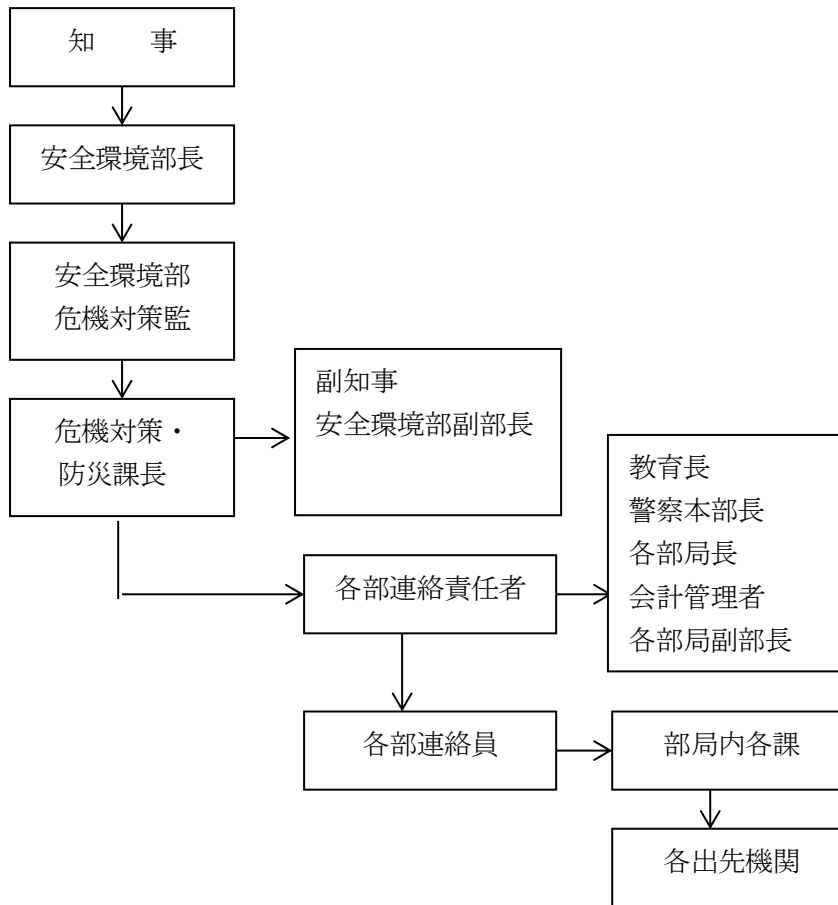 知　　事
安全環境部長
安全環境部
危機対策監
危機対策・
防災課長
副知事
安全環境部副部長
教育長
警察本部長
各部局長
会計管理者
各部局副部長
各部連絡責任者
各部連絡員
部局内各課
各出先機関